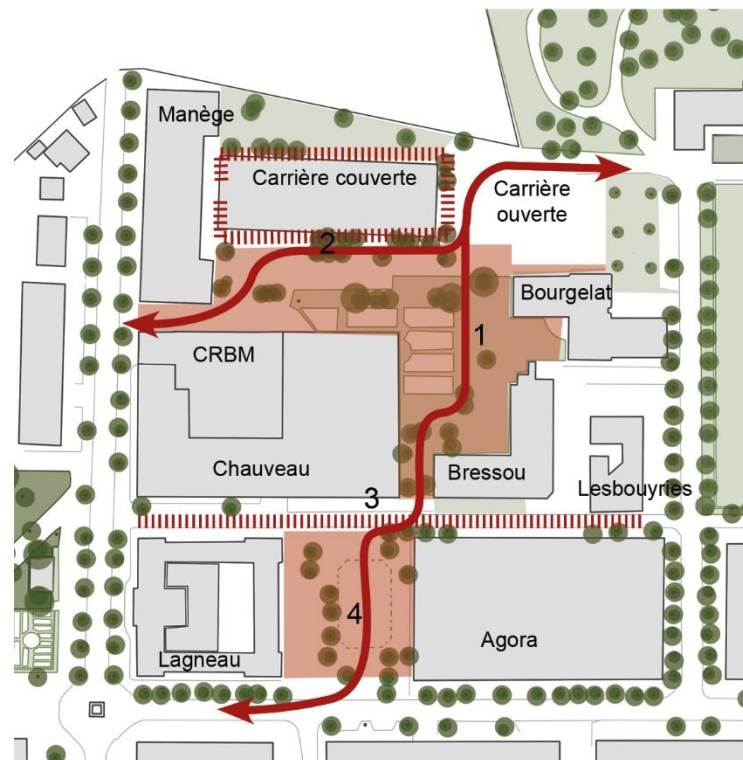 Manège
Carrière couverte
Carrière
ouverte
2
Bourgelat
1
CRBM
Chauveau
Bressou
Lesbouyries
3
4
Lagneau
Agora